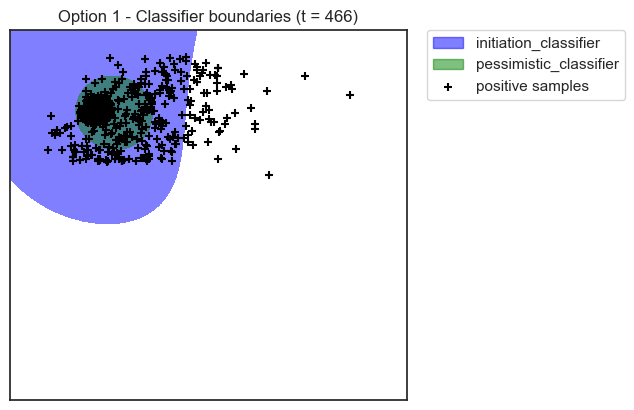 Option 1 - Classifier boundaries (t = 466)
initiation_classifier
pessimistic_classifier
positive samples